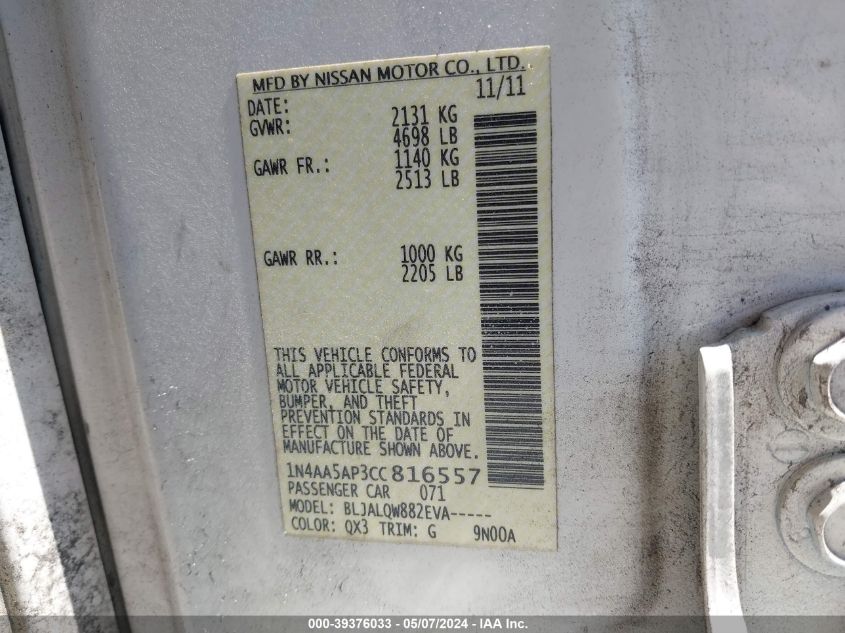 MFD BY NISSAN MOTOR CO., LTD.
DATE: 11/11
GVWR: 2131 KG
4698 LB
GAWR FR.: 1140 KG
2513 LB
GAWR RR.: 1000 KG
2205 LB
THIS VEHICLE CONFORMS TO
ALL APPLICABLE FEDERAL
MOTOR VEHICLE SAFETY,
BUMPER, AND THEFT
PREVENTION STANDARDS IN
EFFECT ON THE DATE OF
MANUFACTURE SHOWN ABOVE.
1N4AA5AP3CC816557
PASSENGER CAR 071
MODEL: BLJALQW882EVA-----
COLOR: QX3 TRIM: G 9N00A
000-39376033 - 05/07/2024 - IAA Inc.